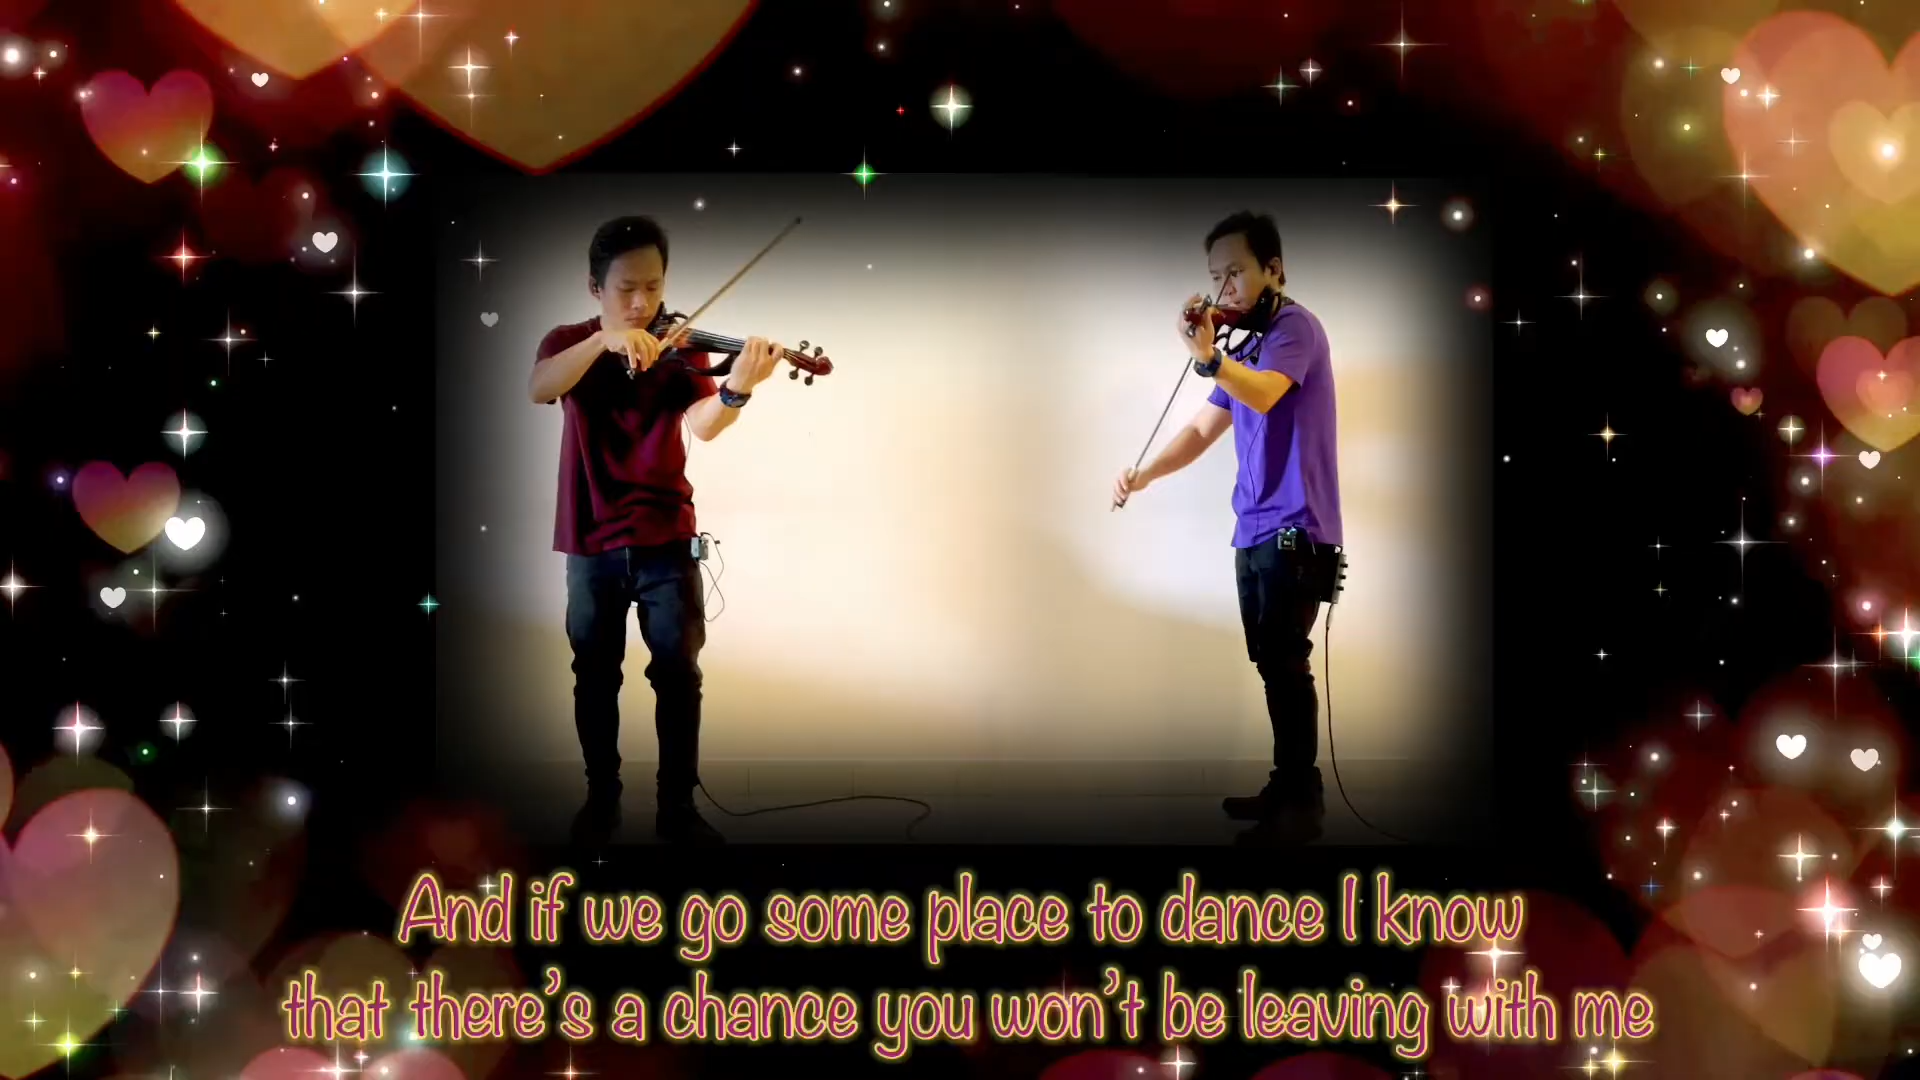 And if we go some place to dance I know
that there's a chance you won't be leaving with me